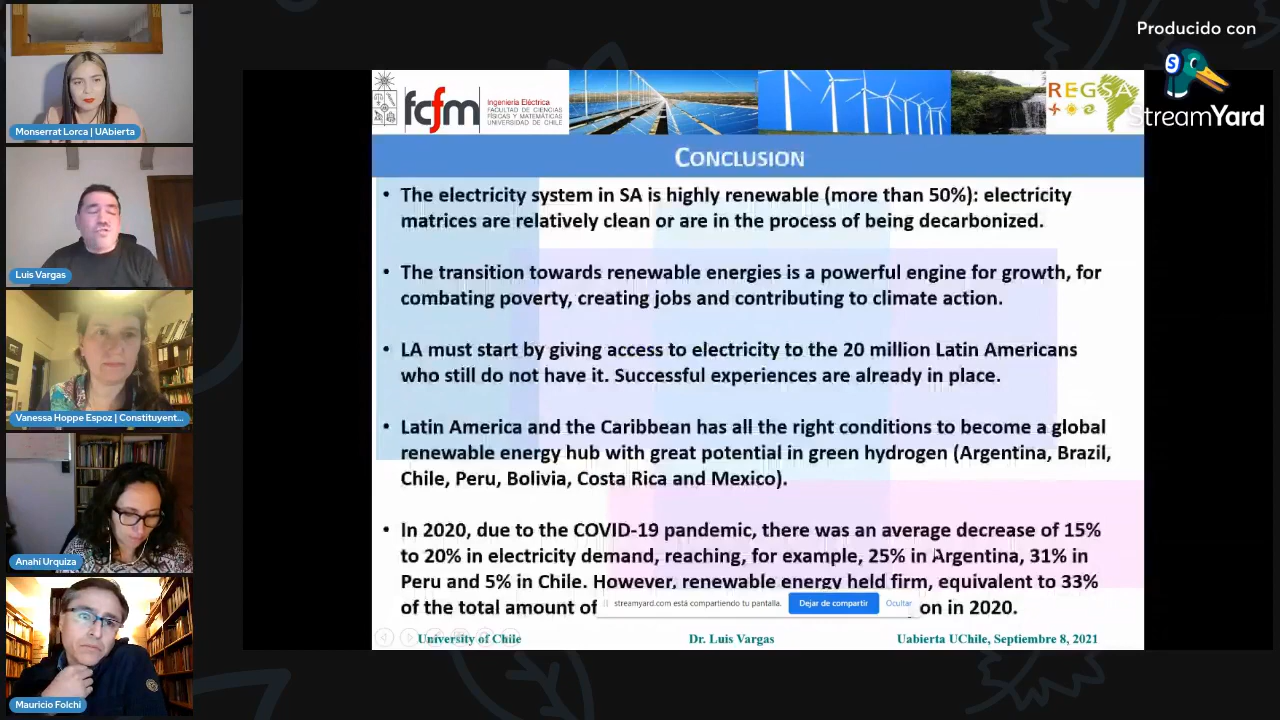 Producido con
StreamYard
Monserrat Lorca | UAbierta
Luis Vargas
Vanessa Hoppe Espoz | Constituyent...
Anahí Urquiza
Mauricio Folchi
fcfm
Ingeniería Eléctrica
FACULTAD DE CIENCIAS
FÍSICAS Y MATEMÁTICAS
UNIVERSIDAD DE CHILE
REGSA
CONCLUSION
• The electricity system in SA is highly renewable (more than 50%): electricity
matrices are relatively clean or are in the process of being decarbonized.
• The transition towards renewable energies is a powerful engine for growth, for
combating poverty, creating jobs and contributing to climate action.
• LA must start by giving access to electricity to the 20 million Latin Americans
who still do not have it. Successful experiences are already in place.
• Latin America and the Caribbean has all the right conditions to become a global
renewable energy hub with great potential in green hydrogen (Argentina, Brazil,
Chile, Peru, Bolivia, Costa Rica and Mexico).
• In 2020, due to the COVID-19 pandemic, there was an average decrease of 15%
to 20% in electricity demand, reaching, for example, 25% in Argentina, 31% in
Peru and 5% in Chile. However, renewable energy held firm, equivalent to 33%
of the total amount of on in 2020.
streamyard.com está compartiendo tu pantalla. Dejar de compartir Ocultar
University of Chile Dr. Luis Vargas Uabierta UChile, Septiembre 8, 2021